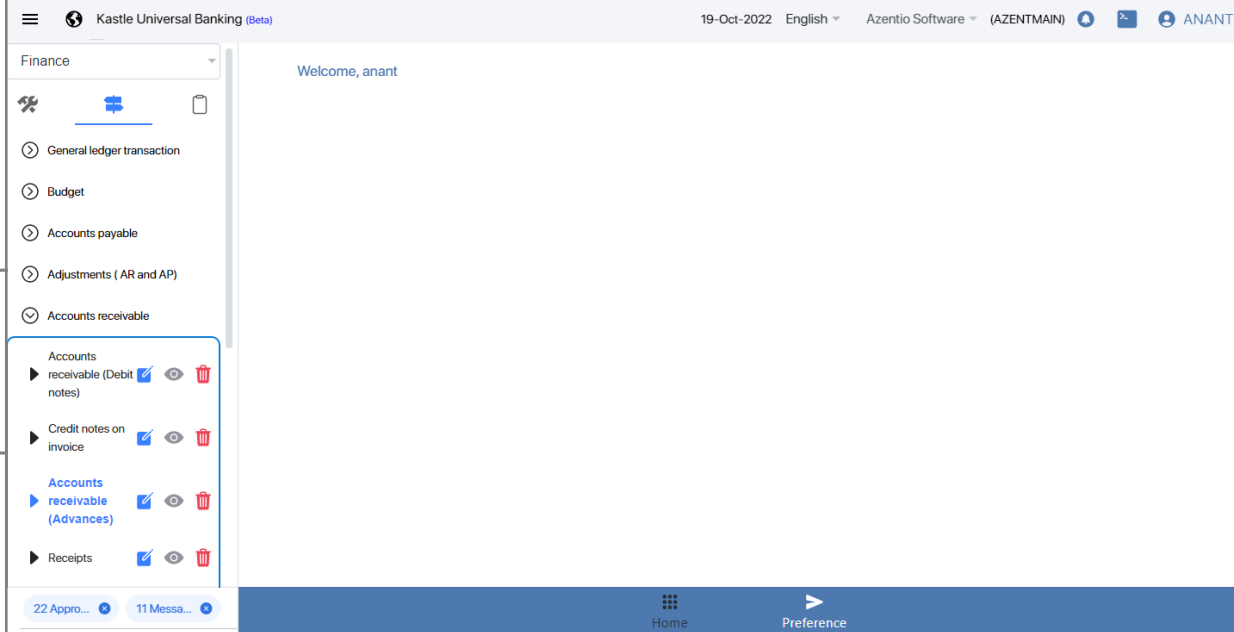 Kastle Universal Banking (Beta)
19-Oct-2022 English Azentio Software (AZENTMAIN) ANANT
Finance
Welcome, anant
General ledger transaction
Budget
Accounts payable
Adjustments ( AR and AP)
Accounts receivable
Accounts
receivable (Debit
notes)
Credit notes on
invoice
Accounts
receivable
(Advances)
Receipts
22 Appro...
11 Messa...
Home
Preference